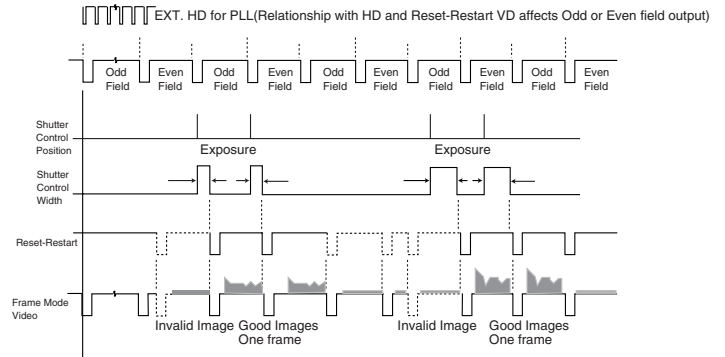 EXT. HD for PLL(Relationship with HD and Reset-Restart VD affects Odd or Even field output)
Odd Even Odd Even Odd Even Odd Even Odd Even
Field Field Field Field Field Field Field Field Field Field
Shutter
Control
Position
Exposure Exposure
Shutter
Control
Width
Reset-Restart
Frame Mode
Video
Invalid Image Good Images Invalid Image Good Images
One frame One frame